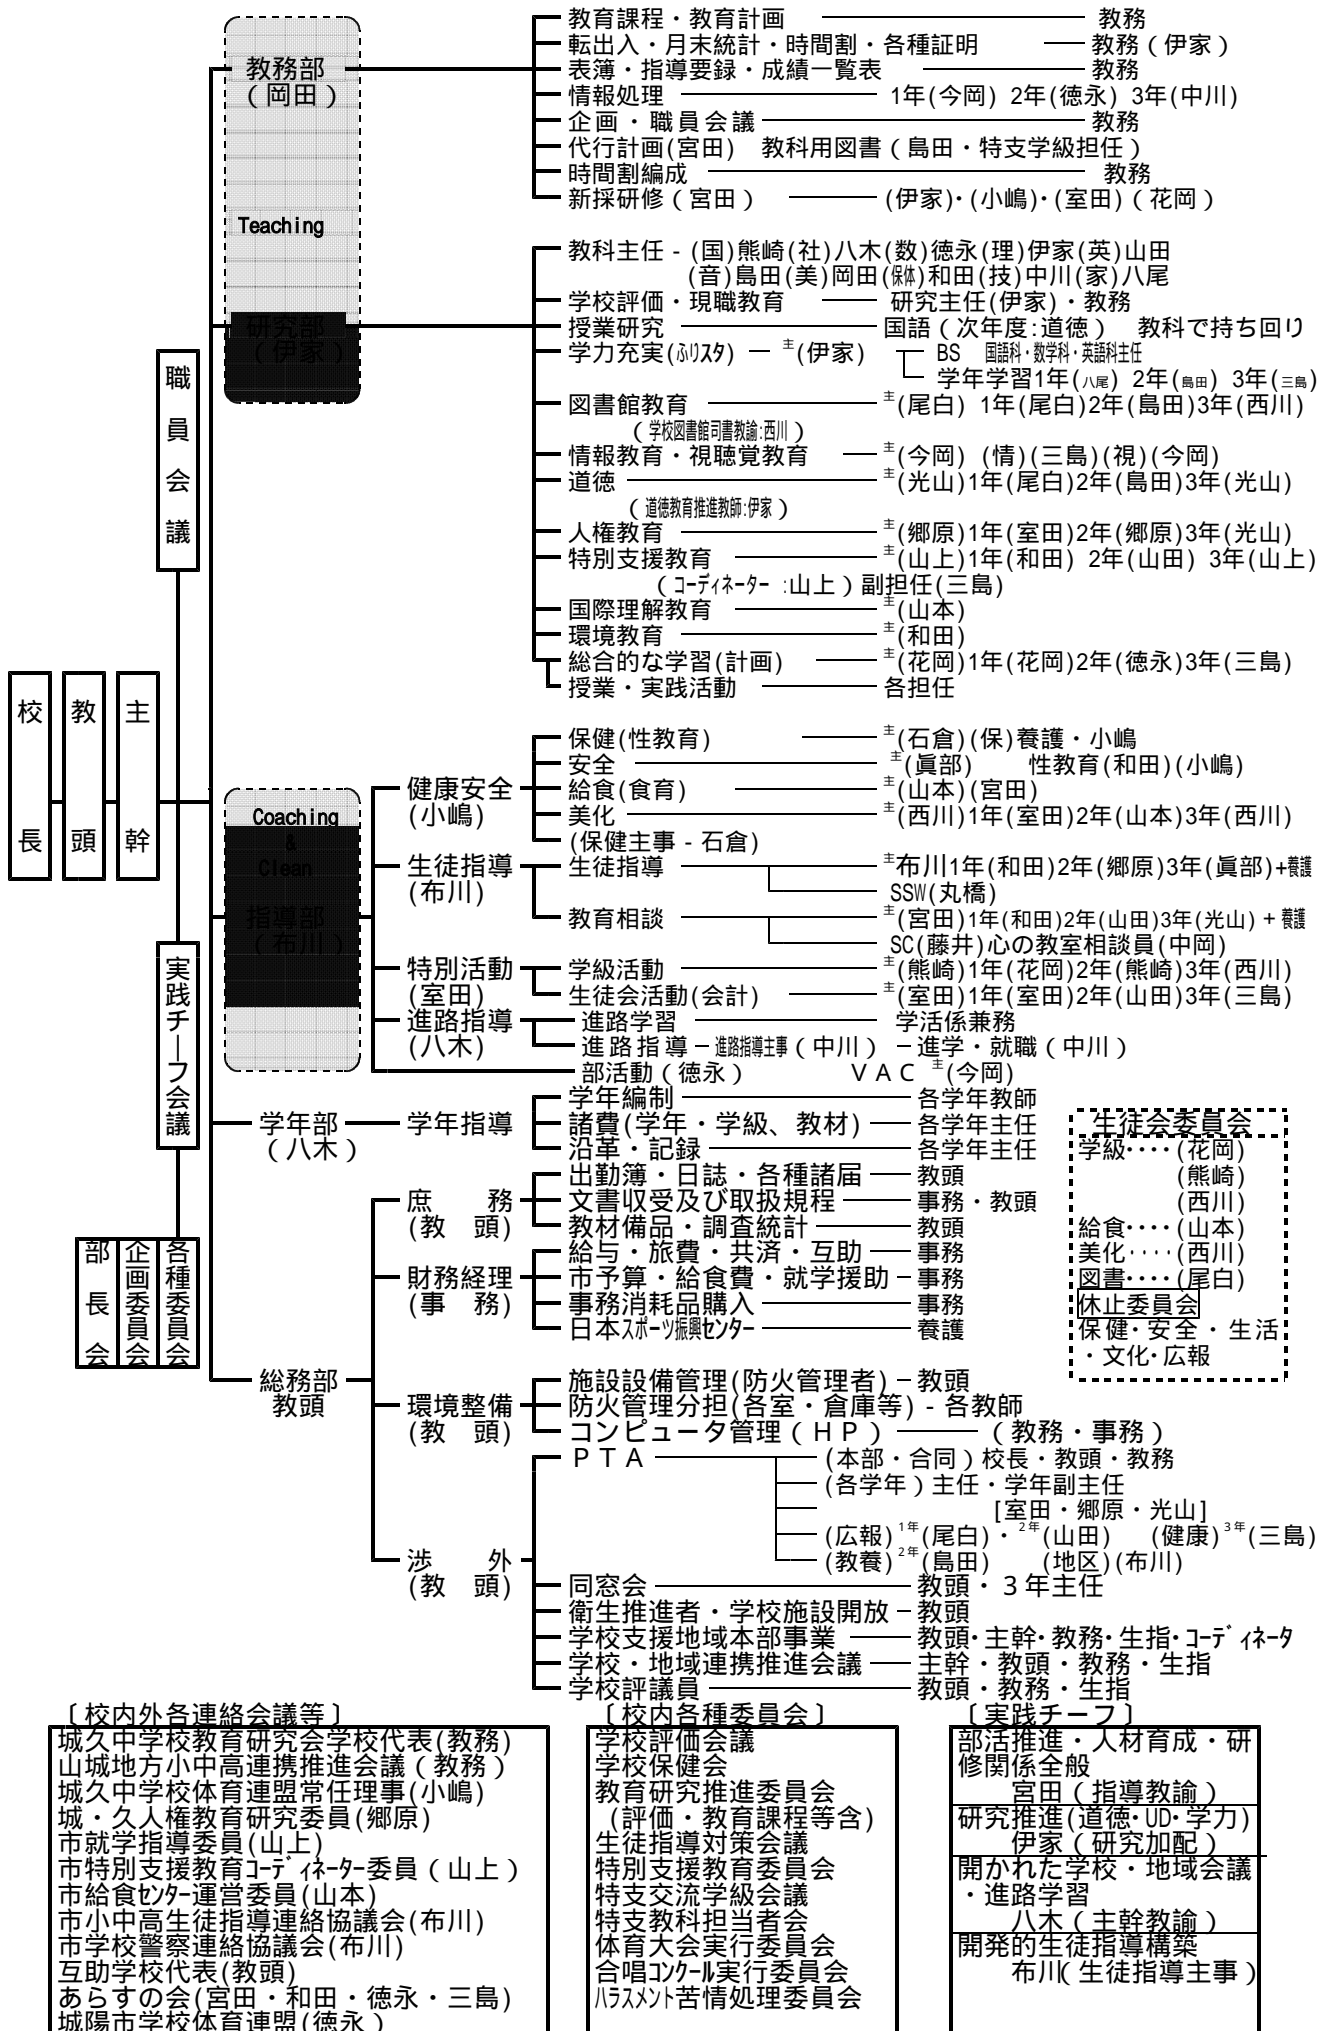 教育課程・教育計画 教務
転出入・月末統計・時間割・各種証明 教務(伊家)
教務部 表簿・指導要録・成績一覧表 教務
(岡田) 情報処理 1年(今岡) 2年(徳永) 3年(中川)
企画・職員会議 教務
代行計画(宮田) 教科用図書(島田・特支学級担任)
時間割編成 教務
新採研修(宮田) (伊家)・(小嶋)・(室田)(花岡)
Teaching
教科主任 - (国)熊崎(社)八木(数)徳永(理)伊家(英)山田
(音)島田(美)岡田(保体)和田(技)中川(家)八尾
学校評価・現職教育 研究主任(伊家)・教務
研究部 授業研究 国語(次年度:道徳) 教科で持ち回り
(伊家) 学力充実(ふりスタ) 主(伊家) BS 国語科・数学科・英語科主任
学年学習1年(八尾) 2年(島田) 3年(三島)
図書館教育 主(尾白) 1年(尾白)2年(島田)3年(西川)
(学校図書館司書教諭:西川)
情報教育・視聴覚教育 主(今岡) (情)(三島)(視)(今岡)
道徳 主(光山)1年(尾白)2年(島田)3年(光山)
(道徳教育推進教師:伊家)
人権教育 主(郷原)1年(室田)2年(郷原)3年(光山)
特別支援教育 主(山上)1年(和田) 2年(山田) 3年(山上)
(コーディネーター:山上)副担任(三島)
国際理解教育 主(山本)
環境教育 主(和田)
総合的な学習(計画) 主(花岡)1年(花岡)2年(徳永)3年(三島)
授業・実践活動 各担任
職員会議
校長
教頭
主幹
実践チーフ会議
部長会
企画委員会
各種委員会
Coaching
&
Clean
指導部
(布川)
健康安全
(小嶋)
保健(性教育) 主(石倉)(保)養護・小嶋
安全 主(眞部) 性教育(和田)(小嶋)
給食(食育) 主(山本)(宮田)
美化 主(西川)1年(室田)2年(山本)3年(西川)
(保健主事 - 石倉)
生徒指導
(布川)
生徒指導 主布川1年(和田)2年(郷原)3年(眞部)+養護
SSW(丸橋)
教育相談 主(宮田)1年(和田)2年(山田)3年(光山)+養護
SC(藤井)心の教室相談員(中岡)
特別活動
(室田)
学級活動 主(熊崎)1年(花岡)2年(熊崎)3年(西川)
生徒会活動(会計) 主(室田)1年(室田)2年(山田)3年(三島)
進路指導
(八木)
進路学習 学活係兼務
進路指導 進路指導主事(中川) 進学・就職(中川)
部活動(徳永) VAC 主(今岡)
学年部
(八木)
学年指導
学年編制 各学年教師
諸費(学年・学級、教材) 各学年主任
沿革・記録 各学年主任
総務部
教頭
庶務
(教頭)
出勤簿・日誌・各種諸届 教頭
文書収受及び取扱規程 事務・教頭
教材備品・調査統計 教頭
財務経理
(事務)
給与・旅費・共済・互助 事務
市予算・給食費・就学援助 事務
事務消耗品購入 事務
日本スポーツ振興センター 養護
環境整備
(教頭)
施設設備管理(防火管理者) 教頭
防火管理分担(各室・倉庫等) - 各教師
コンピュータ管理(HP) (教務・事務)
渉外
(教頭)
PTA (本部・合同)校長・教頭・教務
(各学年)主任・学年副主任
[室田・郷原・光山]
(広報)1年(尾白)・2年(山田) (健康)3年(三島)
(教養)2年(島田) (地区)(布川)
同窓会 教頭・3年主任
衛生推進者・学校施設開放 教頭
学校支援地域本部事業 教頭・主幹・教務・生指・コーディネータ
学校・地域連携推進会議 主幹・教頭・教務・生指
学校評議員 教頭・教務・生指
生徒会委員会
学級････(花岡)
(熊崎)
(西川)
給食････(山本)
美化････(西川)
図書････(尾白)
休止委員会
保健・安全・生活
・文化・広報
〔校内外各連絡会議等〕
城久中学校教育研究会学校代表(教務)
山城地方小中高連携推進会議(教務)
城久中学校体育連盟常任理事(小嶋)
城・久人権教育研究委員(郷原)
市就学指導委員(山上)
市特別支援教育コーディネーター委員(山上)
市給食センター運営委員(山本)
市小中高生徒指導連絡協議会(布川)
市学校警察連絡協議会(布川)
互助学校代表(教頭)
あらすの会(宮田・和田・徳永・三島)
城陽市学校体育連盟(徳永)
〔校内各種委員会〕
学校評価会議
学校保健会
教育研究推進委員会
(評価・教育課程等含)
生徒指導対策会議
特別支援教育委員会
特支交流学級会議
特支教科担当者会
体育大会実行委員会
合唱コンクール実行委員会
ハラスメント苦情処理委員会
〔実践チーフ〕
部活推進・人材育成・研
修関係全般
宮田(指導教諭)
研究推進(道徳・UD・学力)
伊家(研究加配)
開かれた学校・地域会議
・進路学習
八木(主幹教諭)
開発的生徒指導構築
布川(生徒指導主事)